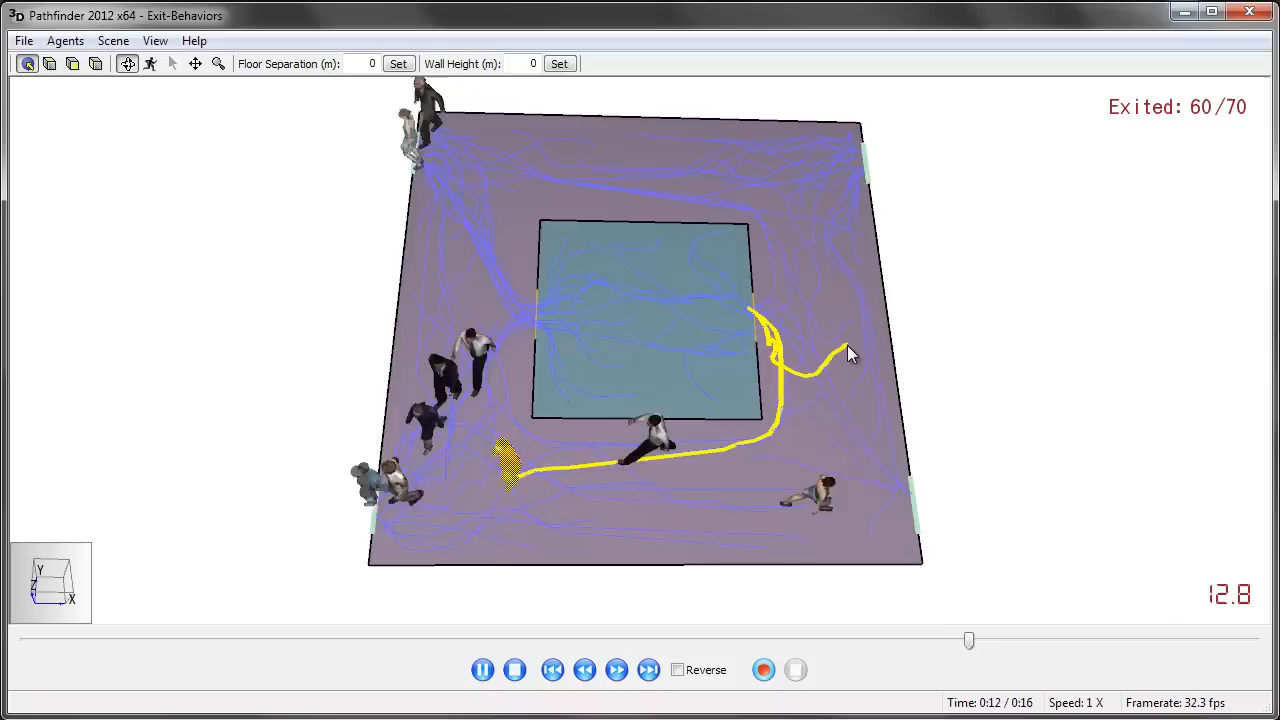 3D Pathfinder 2012 x64 - Exit-Behaviors
File Agents Scene View Help
Floor Separation (m): 0 Set Wall Height (m): 0 Set
Exited: 60/70
Y
Z
X
12.8
Reverse
Time: 0:12 / 0:16 Speed: 1 X Framerate: 32.3 fps